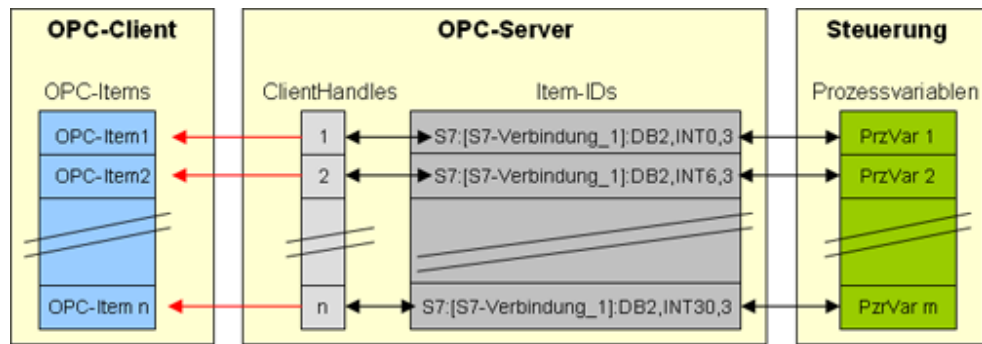 OPC-Client OPC-Server Steuerung
OPC-Items ClientHandles Item-IDs Prozessvariablen
OPC-Item1 1 S7:[S7-Verbindung_1]:DB2,INT0,3 PrzVar 1
OPC-Item2 2 S7:[S7-Verbindung_1]:DB2,INT6,3 PrzVar 2
OPC-Item n n S7:[S7-Verbindung_1]:DB2,INT30,3 PzrVar m